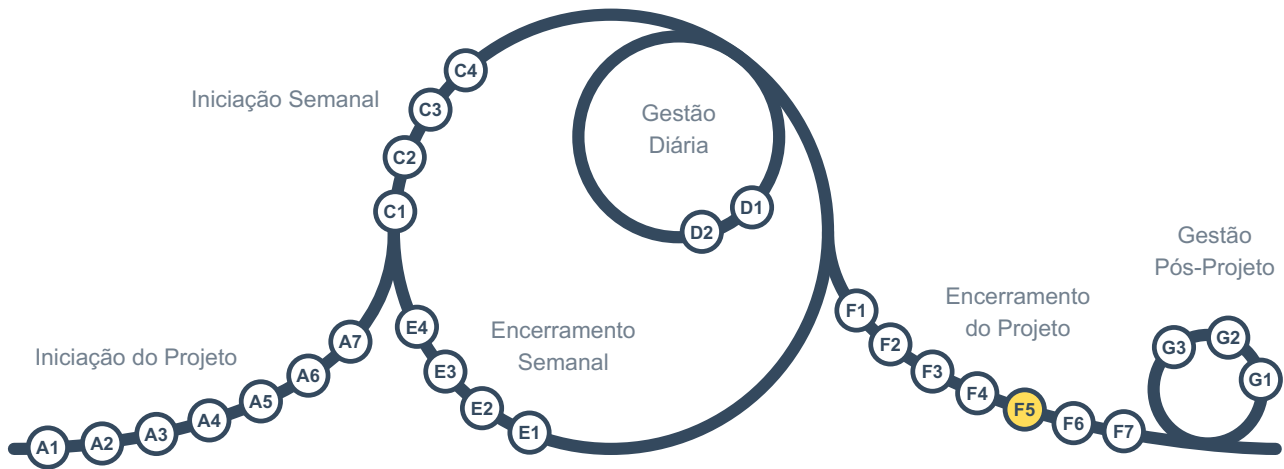 Iniciação do Projeto
A1
A2
A3
A4
A5
A6
A7
Iniciação Semanal
C1
C2
C3
C4
Gestão
Diária
D1
D2
Encerramento
Semanal
E1
E2
E3
E4
Encerramento
do Projeto
F1
F2
F3
F4
F5
F6
F7
Gestão
Pós-Projeto
G1
G2
G3